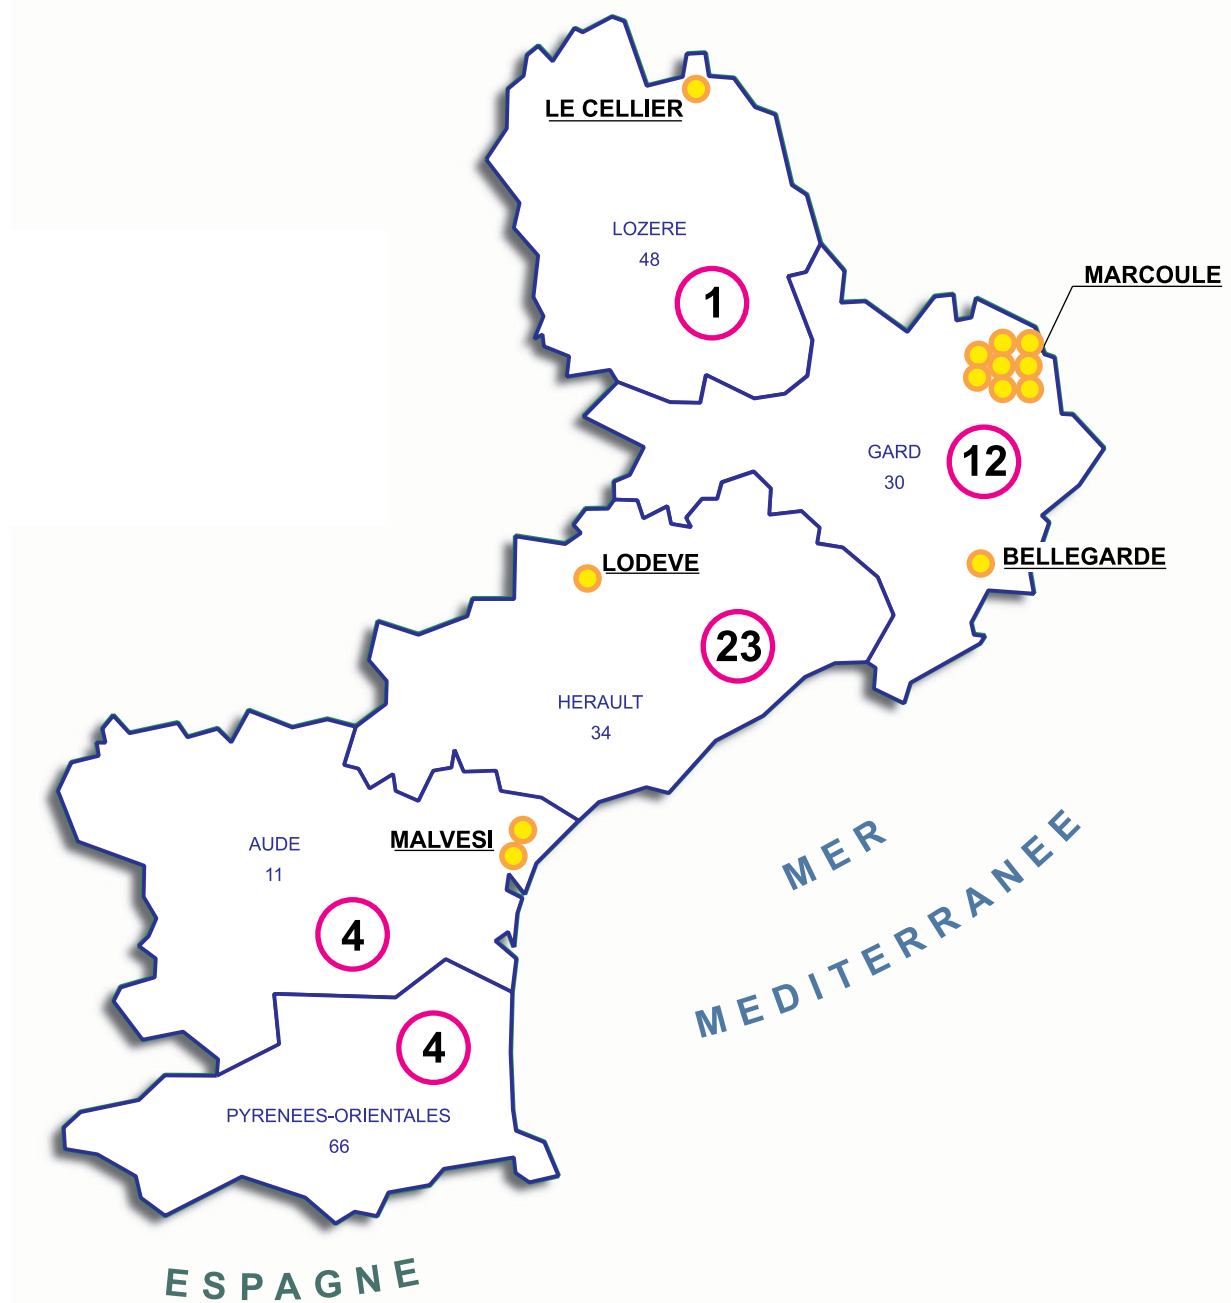 LE CELLIER
LOZERE
48
1
MARCOULE
GARD
30
12
BELLEGARDE
LODEVE
23
HERAULT
34
MALVESI
AUDE
11
4
MER
MEDITERRANEE
4
PYRENEES-ORIENTALES
66
ESPAGNE